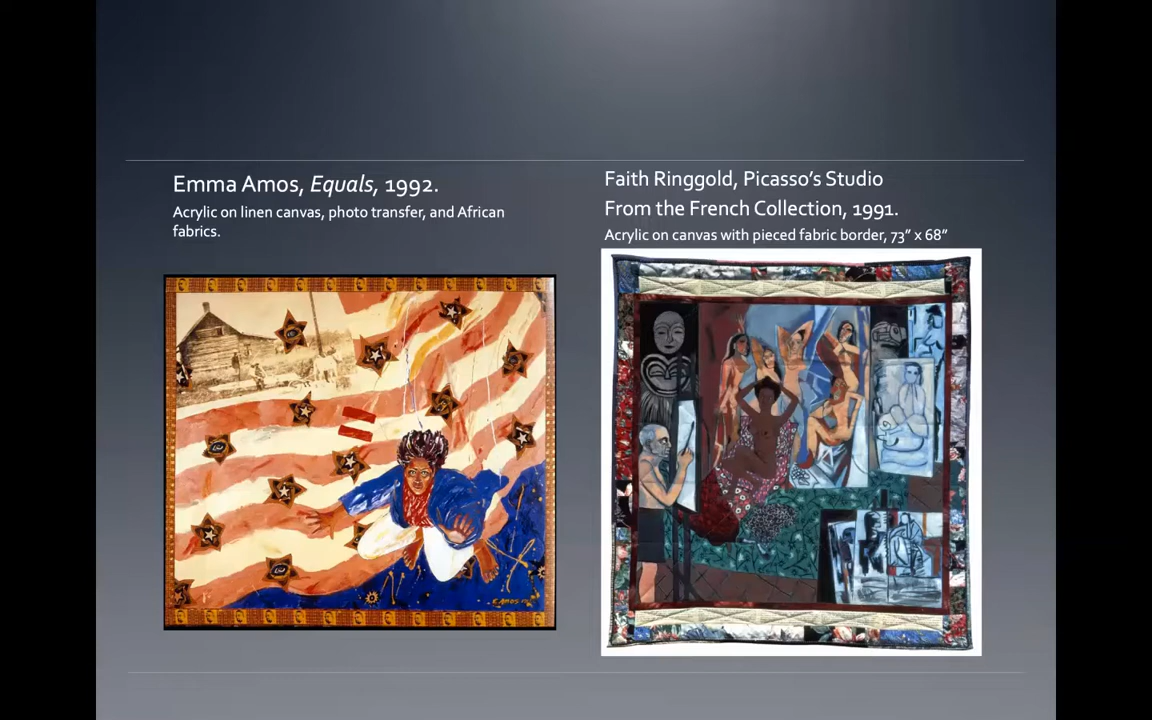 Emma Amos, Equals, 1992.
Acrylic on linen canvas, photo transfer, and African
fabrics.
Faith Ringgold, Picasso’s Studio
From the French Collection, 1991.
Acrylic on canvas with pieced fabric border, 73” x 68”
E. AMOS